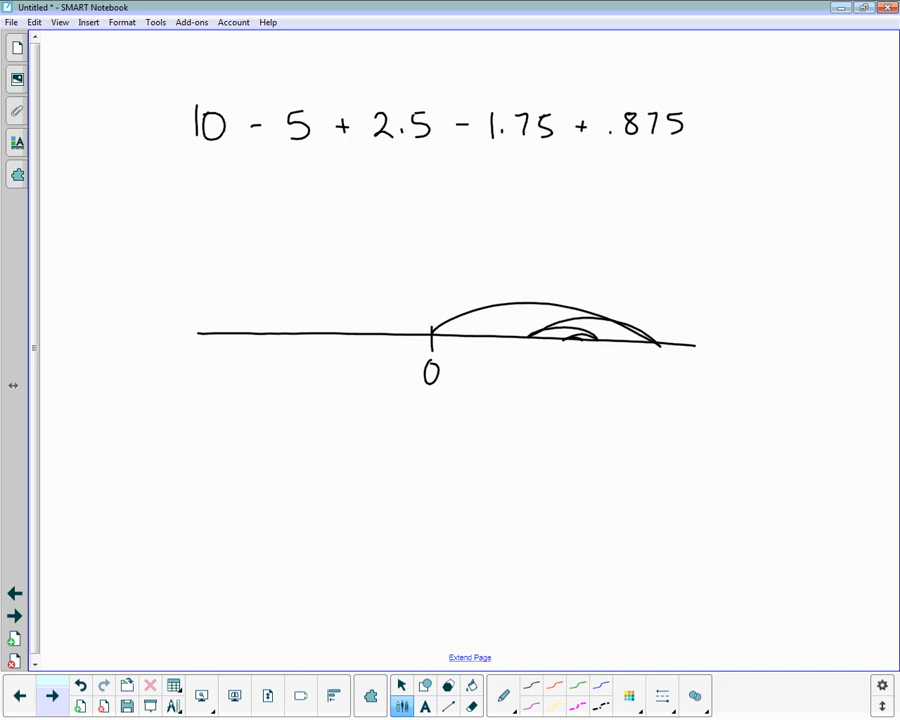 Untitled * - SMART Notebook
File Edit View Insert Format Tools Add-ons Account Help
10 - 5 + 2.5 - 1.75 + .875
0
Extend Page